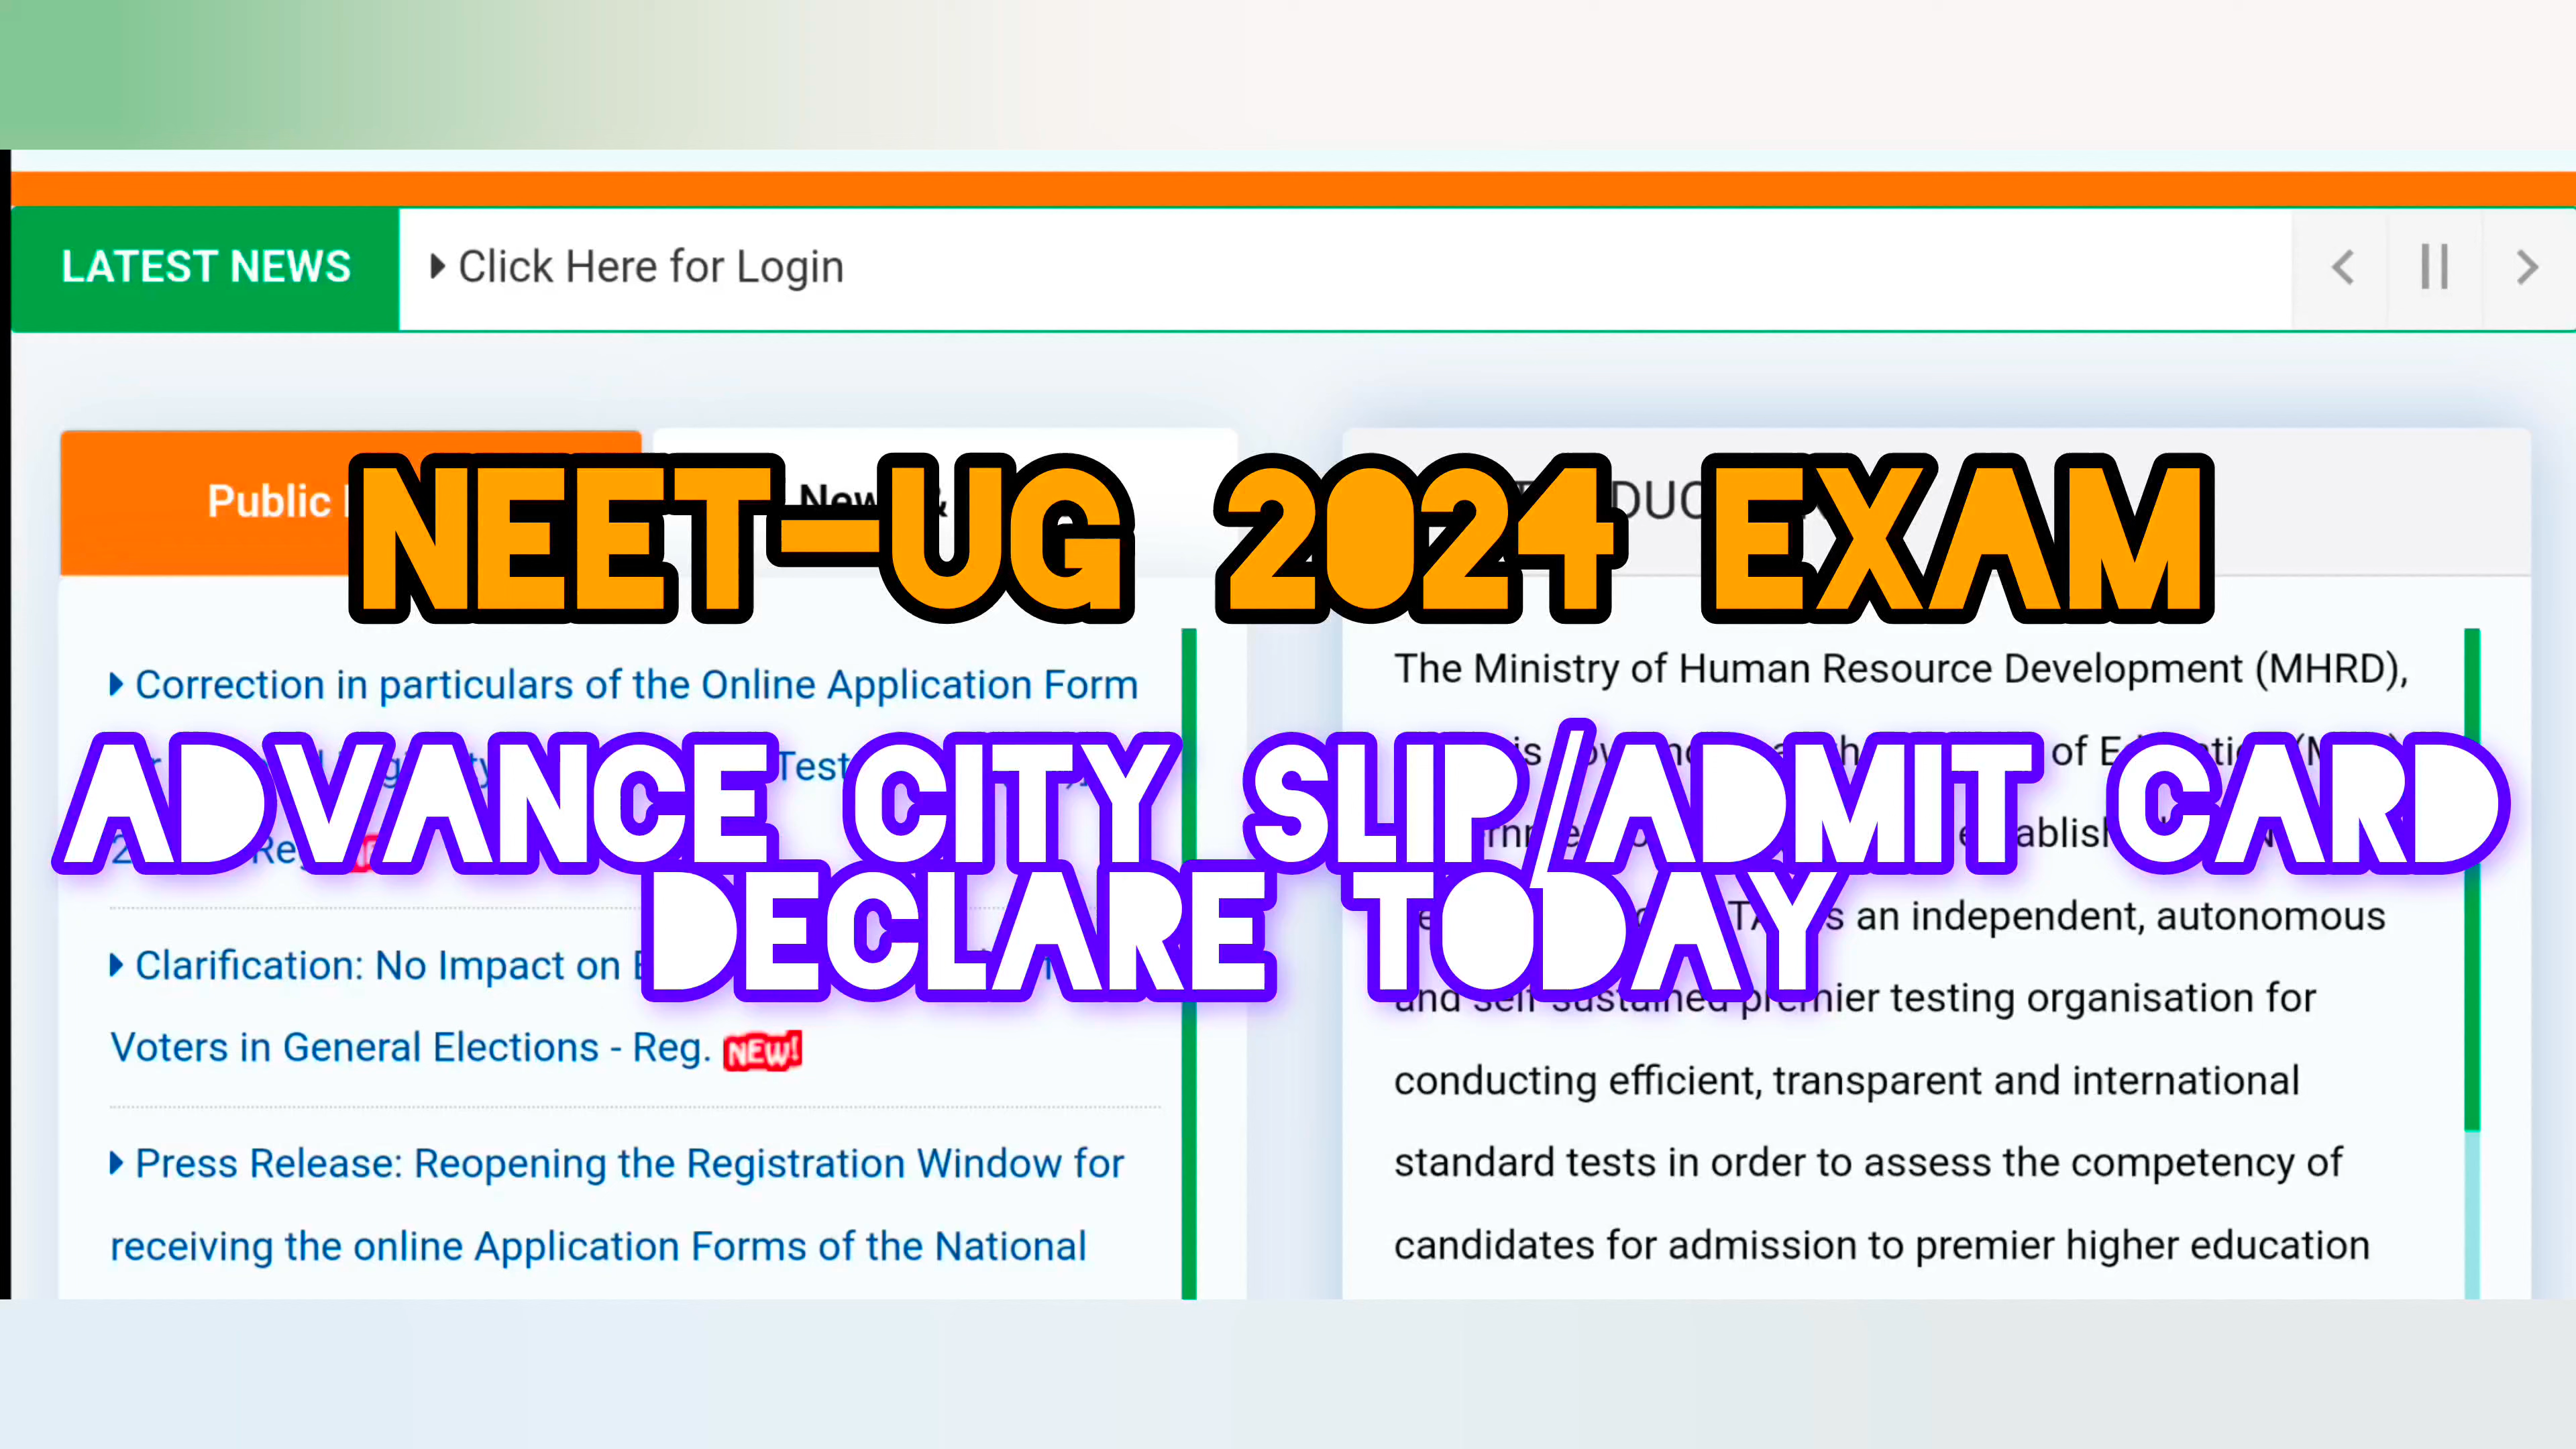 LATEST NEWS
Click Here for Login
Public
NEET-UG 2024 EXAM
Correction in particulars of the Online Application Form
ADVANCE CITY SLIP/ADMIT CARD
DECLARE TODAY
Clarification: No Impact on
Voters in General Elections - Reg. NEW!
Press Release: Reopening the Registration Window for
receiving the online Application Forms of the National
The Ministry of Human Resource Development (MHRD),
an independent, autonomous
and self sustained premier testing organisation for
conducting efficient, transparent and international
standard tests in order to assess the competency of
candidates for admission to premier higher education